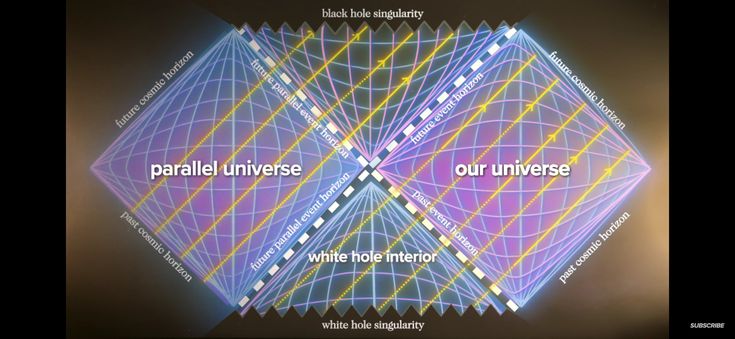 black hole singularity
future cosmic horizon
future parallel event horizon
future event horizon
future cosmic horizon
parallel universe
our universe
past cosmic horizon
future parallel event horizon
past event horizon
past cosmic horizon
white hole interior
white hole singularity
SUBSCRIBE